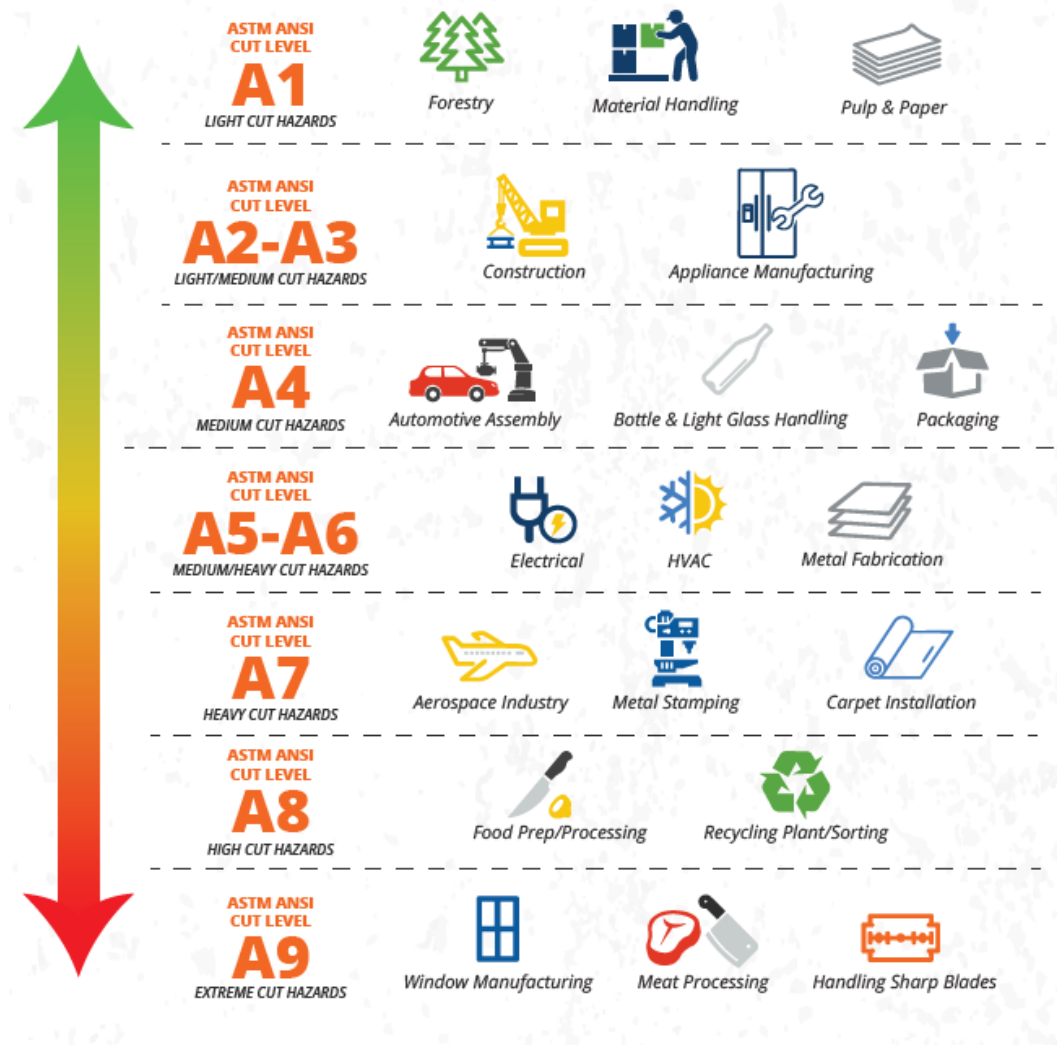 ASTM ANSI
CUT LEVEL
A1
LIGHT CUT HAZARDS
Forestry
Material Handling
Pulp & Paper
ASTM ANSI
CUT LEVEL
A2-A3
LIGHT/MEDIUM CUT HAZARDS
Construction
Appliance Manufacturing
ASTM ANSI
CUT LEVEL
A4
MEDIUM CUT HAZARDS
Automotive Assembly
Bottle & Light Glass Handling
Packaging
ASTM ANSI
CUT LEVEL
A5-A6
MEDIUM/HEAVY CUT HAZARDS
Electrical
HVAC
Metal Fabrication
ASTM ANSI
CUT LEVEL
A7
HEAVY CUT HAZARDS
Aerospace Industry
Metal Stamping
Carpet Installation
ASTM ANSI
CUT LEVEL
A8
HIGH CUT HAZARDS
Food Prep/Processing
Recycling Plant/Sorting
ASTM ANSI
CUT LEVEL
A9
EXTREME CUT HAZARDS
Window Manufacturing
Meat Processing
Handling Sharp Blades